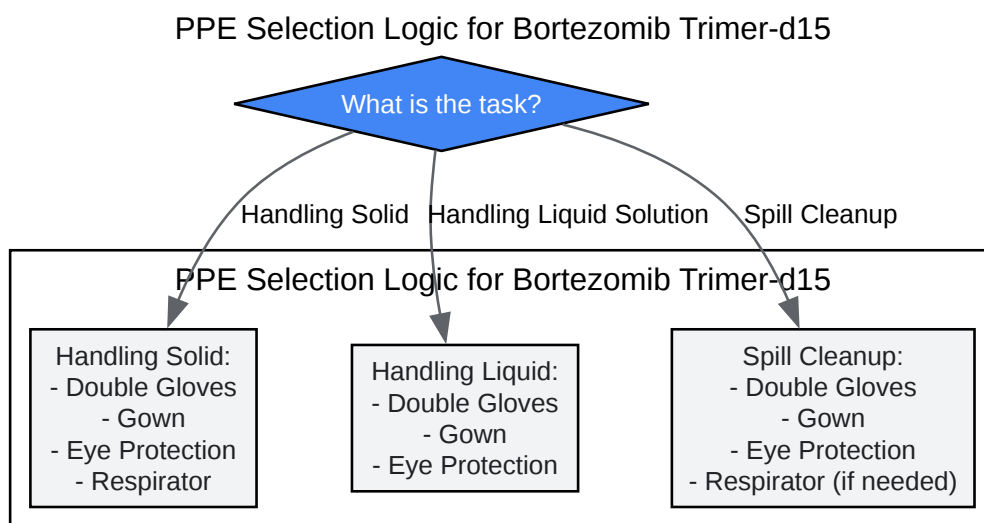 PPE Selection Logic for Bortezomib Trimer-d15
What is the task?
Handling Solid
Handling Liquid Solution
Spill Cleanup
PPE Selection Logic for Bortezomib Trimer-d15
Handling Solid:
- Double Gloves
- Gown
- Eye Protection
- Respirator
Handling Liquid:
- Double Gloves
- Gown
- Eye Protection
Spill Cleanup:
- Double Gloves
- Gown
- Eye Protection
- Respirator (if needed)